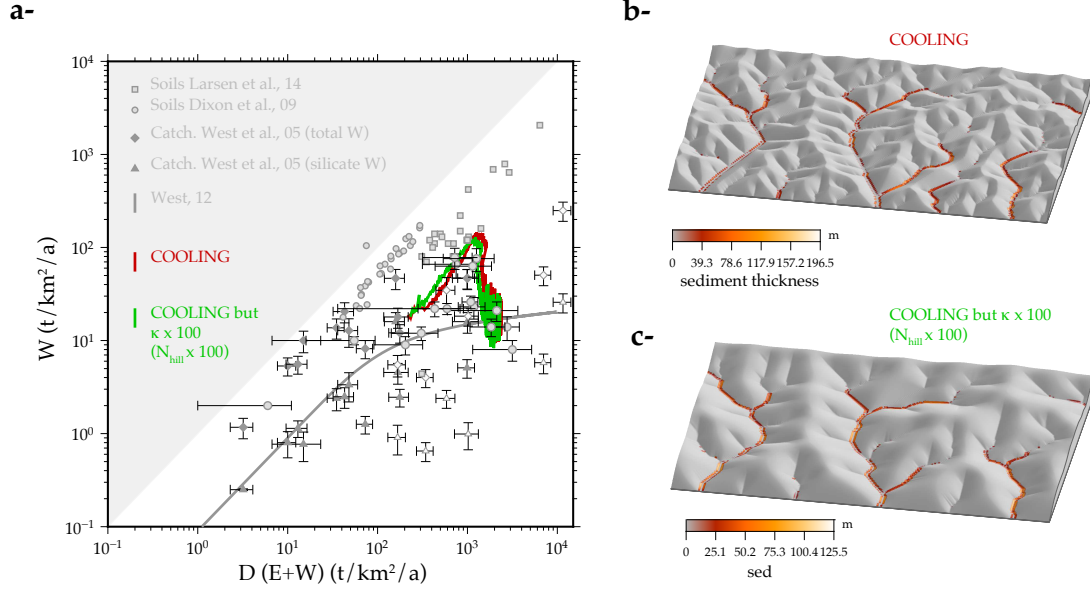 a-
10⁴
10³
10²
10¹
10⁰
10⁻¹
W (t/km²/a)
Soils Larsen et al., 14
Soils Dixon et al., 09
Catch. West et al., 05 (total W)
Catch. West et al., 05 (silicate W)
West, 12
COOLING
COOLING but
κ x 100
(N_hill x 100)
10⁻¹ 10⁰ 10¹ 10² 10³ 10⁴
D (E+W) (t/km²/a)
b-
COOLING
m
0 39.3 78.6 117.9 157.2 196.5
sediment thickness
c-
COOLING but κ x 100
(N_hill x 100)
m
0 25.1 50.2 75.3 100.4 125.5
sed